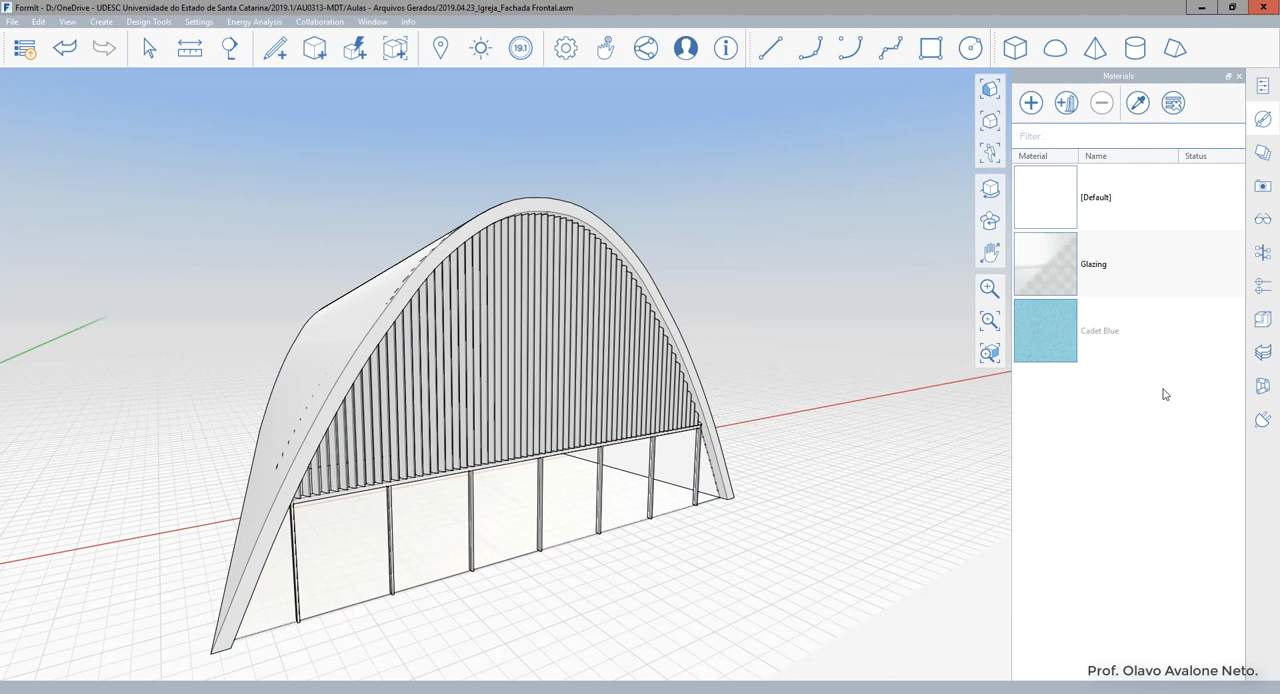 FormIt - D:/OneDrive - UDESC Universidade do Estado de Santa Catarina/2019.1/AU0313-MDT/Aulas - Arquivos Gerados/2019.04.23_Igreja_Fachada Frontal.axm
File Edit View Create Design Tools Settings Energy Analysis Collaboration Window Info
19.1
Materials
Filter...
Material Name Status
[Default]
Glazing
Cadet Blue
Prof. Olavo Avalone Neto.